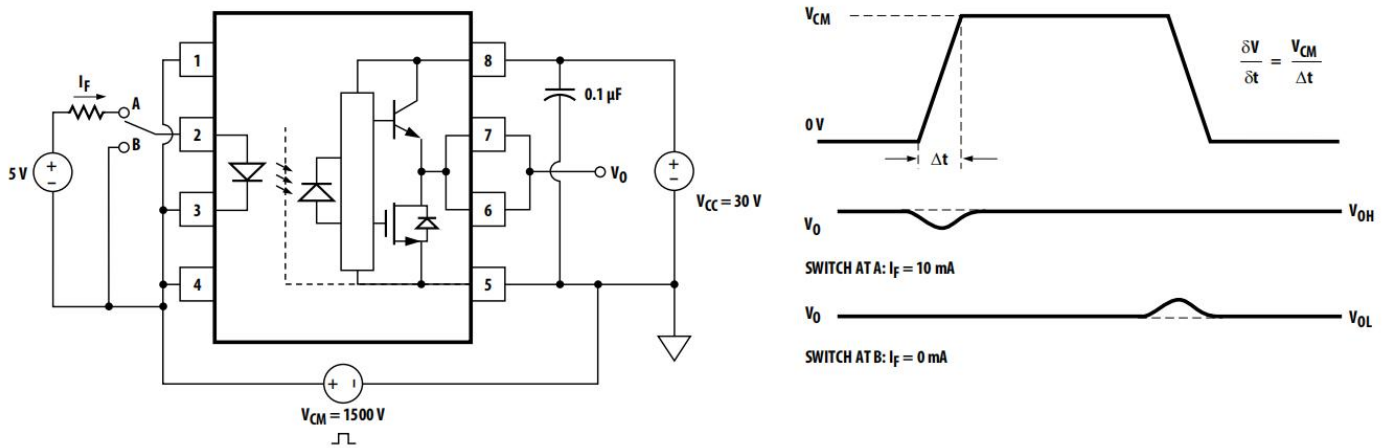 I_F
A
B
5 V
+
−
1
2
3
4
8
7
6
5
0.1 µF
V_O
+
−
V_CC = 30 V
+ −
V_CM = 1500 V
V_CM
0 V
Δt
δV/δt = V_CM/Δt
V_O
V_OH
SWITCH AT A: I_F = 10 mA
V_O
V_OL
SWITCH AT B: I_F = 0 mA